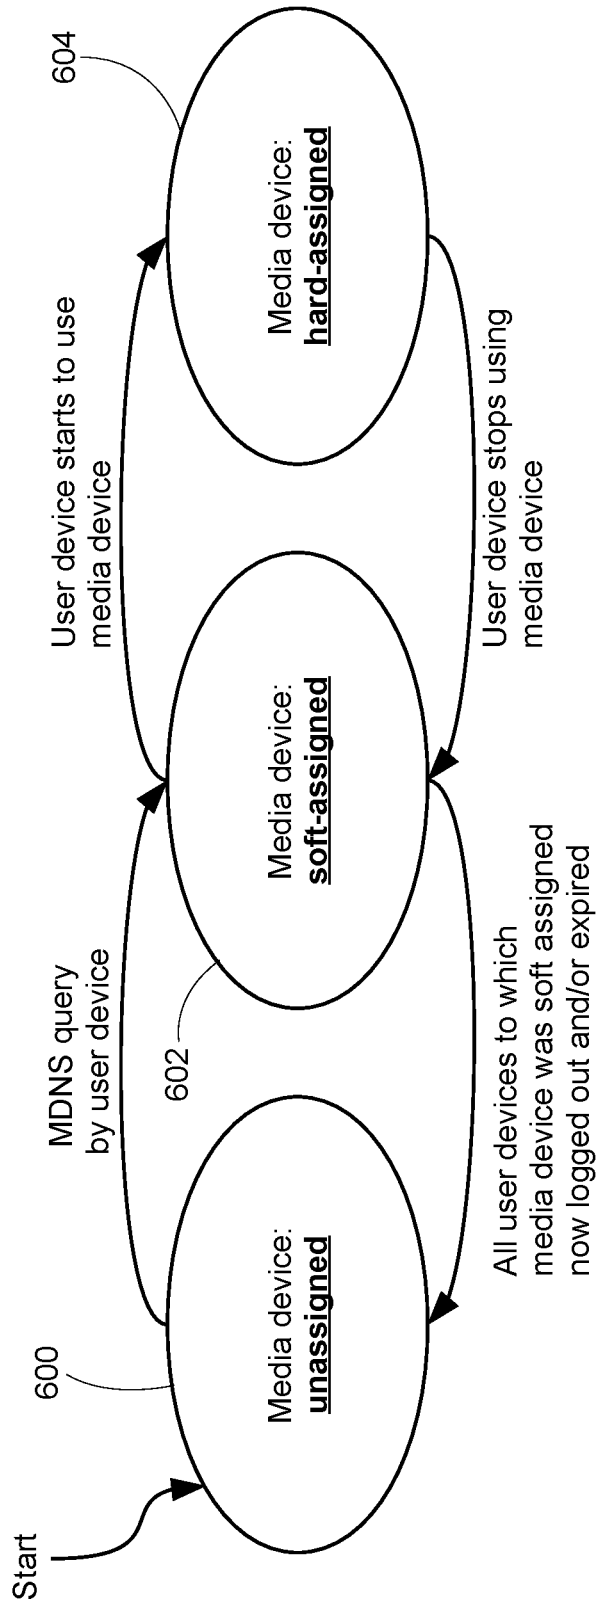 Start
600
Media device:
unassigned
MDNS query
by user device
602
Media device:
soft-assigned
All user devices to which
media device was soft assigned
now logged out and/or expired
User device starts to use
media device
604
Media device:
hard-assigned
User device stops using
media device